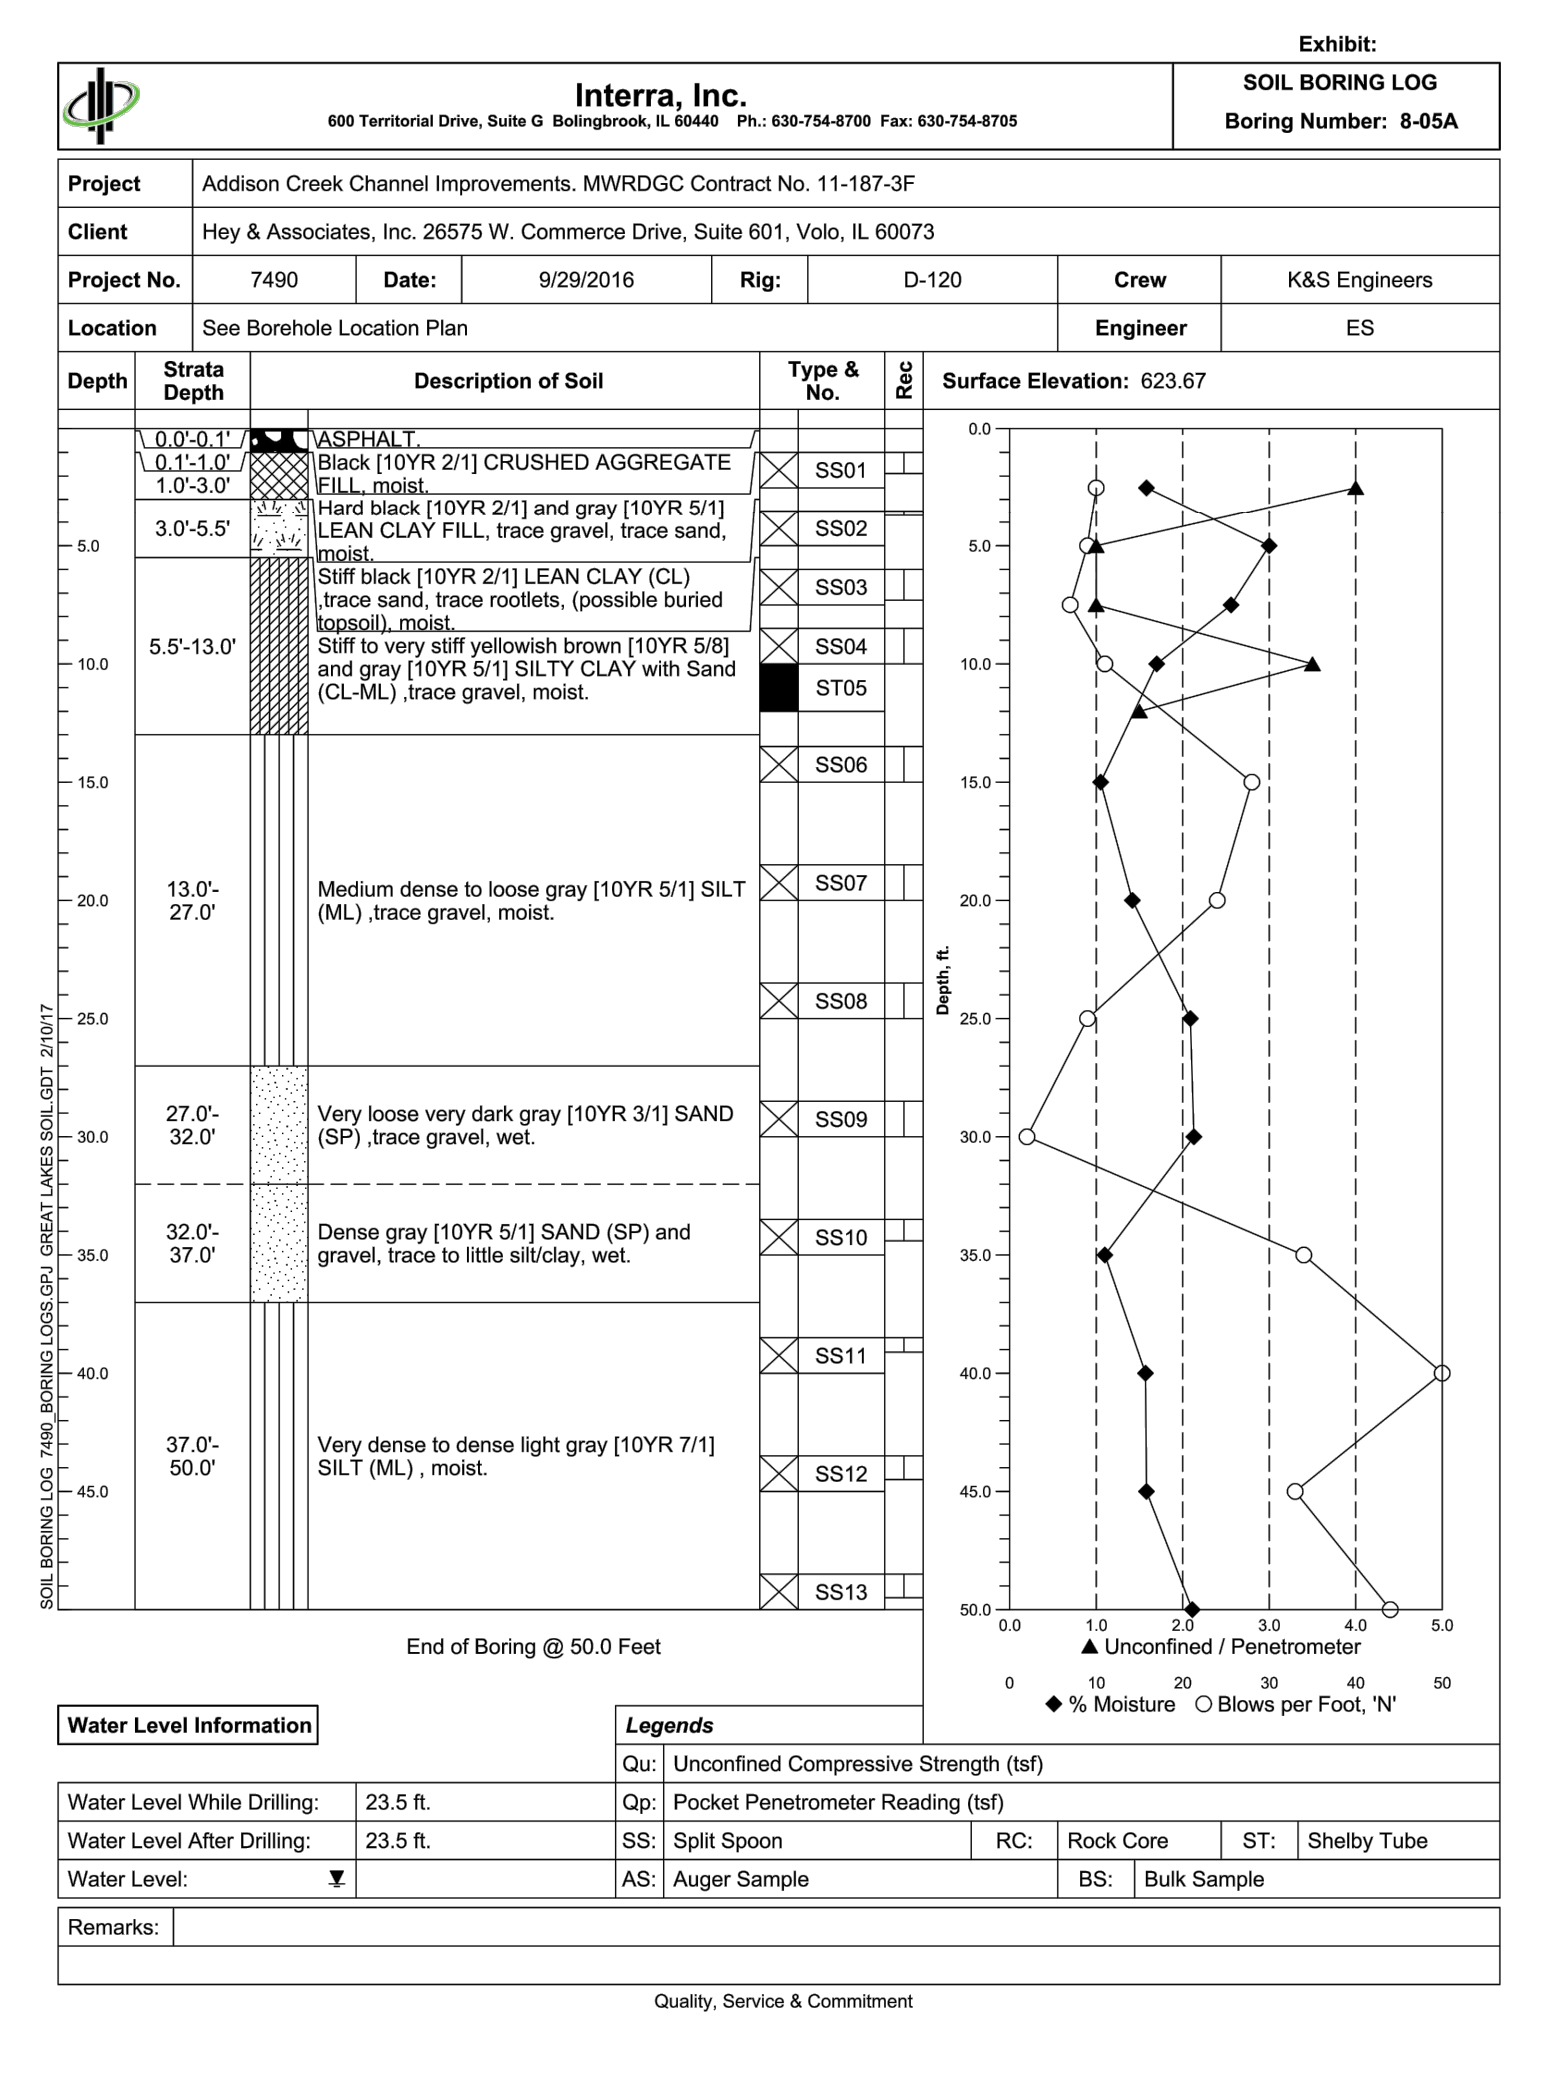 Exhibit:
Interra, Inc.
600 Territorial Drive, Suite G  Bolingbrook, IL 60440    Ph.: 630-754-8700  Fax: 630-754-8705
SOIL BORING LOG
Boring Number:  8-05A
Project  Addison Creek Channel Improvements. MWRDGC Contract No. 11-187-3F
Client  Hey & Associates, Inc. 26575 W. Commerce Drive, Suite 601, Volo, IL 60073
Project No.  7490  Date:  9/29/2016  Rig:  D-120  Crew  K&S Engineers
Location  See Borehole Location Plan  Engineer  ES
Depth  Strata Depth  Description of Soil  Type & No.  Rec  Surface Elevation:  623.67
0.0'-0.1'  ASPHALT.
0.1'-1.0'  Black [10YR 2/1] CRUSHED AGGREGATE
FILL, moist.
1.0'-3.0'  Hard black [10YR 2/1] and gray [10YR 5/1]
LEAN CLAY FILL, trace gravel, trace sand,
moist.
3.0'-5.5'  Stiff black [10YR 2/1] LEAN CLAY (CL)
,trace sand, trace rootlets, (possible buried
topsoil), moist.
5.5'-13.0'  Stiff to very stiff yellowish brown [10YR 5/8]
and gray [10YR 5/1] SILTY CLAY with Sand
(CL-ML) ,trace gravel, moist.
13.0'-
27.0'
Medium dense to loose gray [10YR 5/1] SILT
(ML) ,trace gravel, moist.
27.0'-
32.0'
Very loose very dark gray [10YR 3/1] SAND
(SP) ,trace gravel, wet.
32.0'-
37.0'
Dense gray [10YR 5/1] SAND (SP) and
gravel, trace to little silt/clay, wet.
37.0'-
50.0'
Very dense to dense light gray [10YR 7/1]
SILT (ML) , moist.
5.0
10.0
15.0
20.0
25.0
30.0
35.0
40.0
45.0
SS01
SS02
SS03
SS04
ST05
SS06
SS07
SS08
SS09
SS10
SS11
SS12
SS13
Depth, ft.
0.0
5.0
10.0
15.0
20.0
25.0
30.0
35.0
40.0
45.0
50.0
0.0  1.0  2.0  3.0  4.0  5.0
▲ Unconfined / Penetrometer
0  10  20  30  40  50
◆ % Moisture  ○ Blows per Foot, 'N'
SOIL BORING LOG  7490_BORING LOGS.GPJ  GREAT LAKES SOIL.GDT  2/10/17
End of Boring @ 50.0 Feet
Water Level Information
Water Level While Drilling:  23.5 ft.
Water Level After Drilling:  23.5 ft.
Water Level:
Legends
Qu:  Unconfined Compressive Strength (tsf)
Qp:  Pocket Penetrometer Reading (tsf)
SS:  Split Spoon  RC:  Rock Core  ST:  Shelby Tube
AS:  Auger Sample  BS:  Bulk Sample
Remarks:
Quality, Service & Commitment